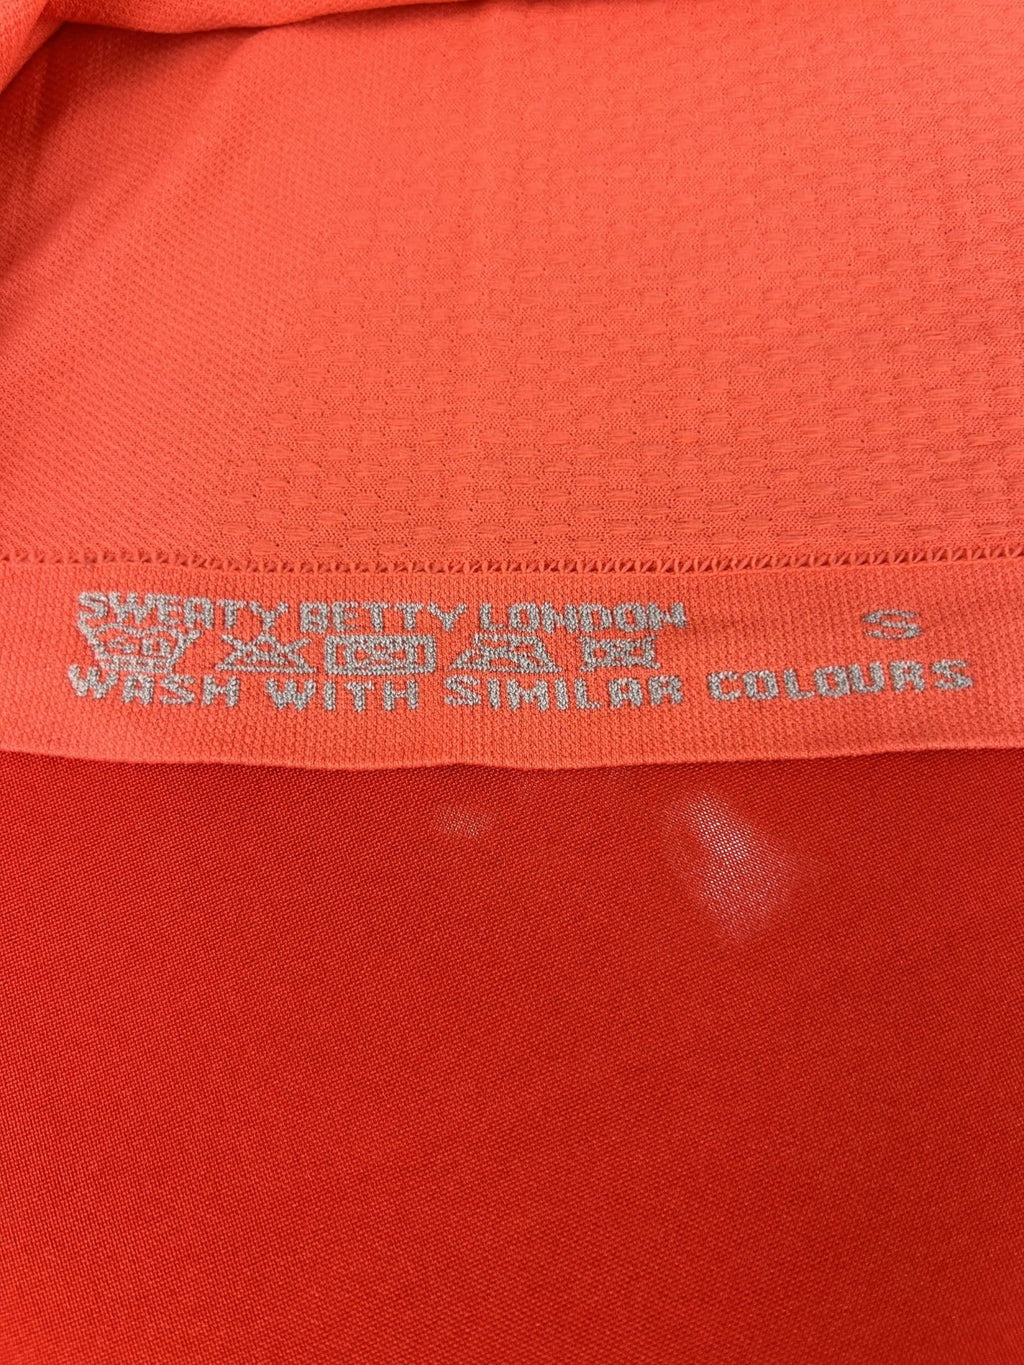 SWEATY BETTY LONDON S
WASH WITH SIMILAR COLOURS